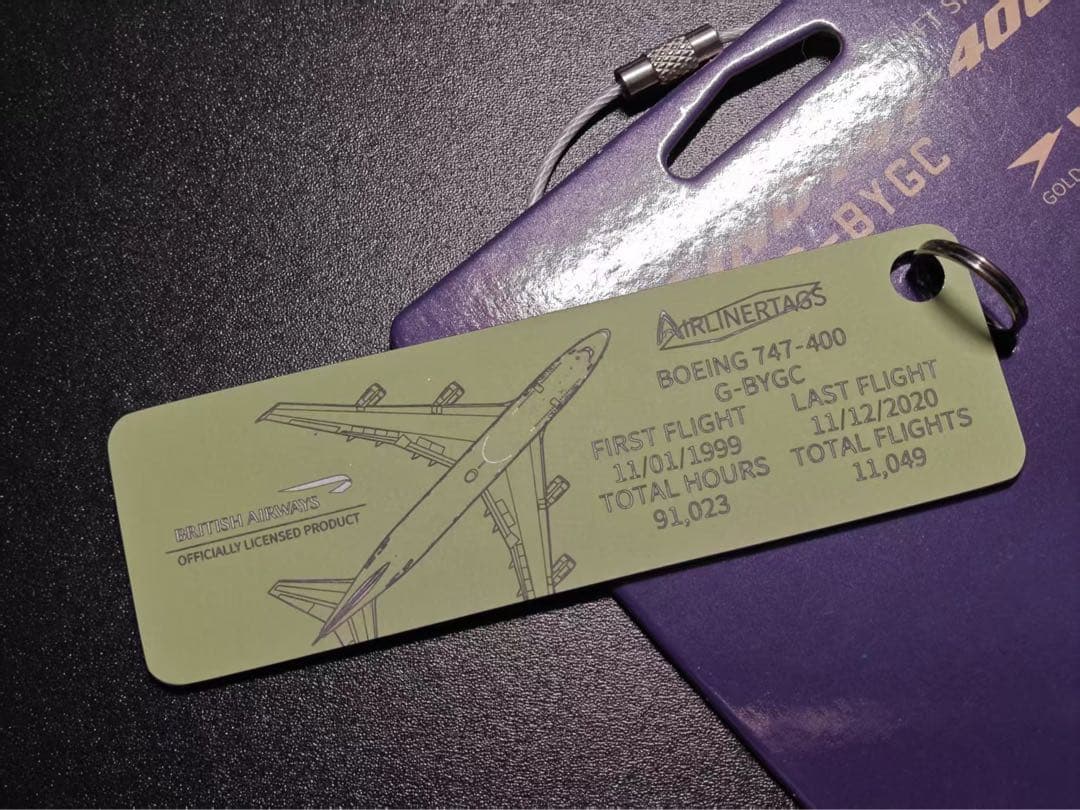 400
-BYGC
GOLD
AIRLINERTAGS
BOEING 747-400
G-BYGC
FIRST FLIGHT
11/01/1999
TOTAL HOURS
91,023
LAST FLIGHT
11/12/2020
TOTAL FLIGHTS
11,049
BRITISH AIRWAYS
OFFICIALLY LICENSED PRODUCT